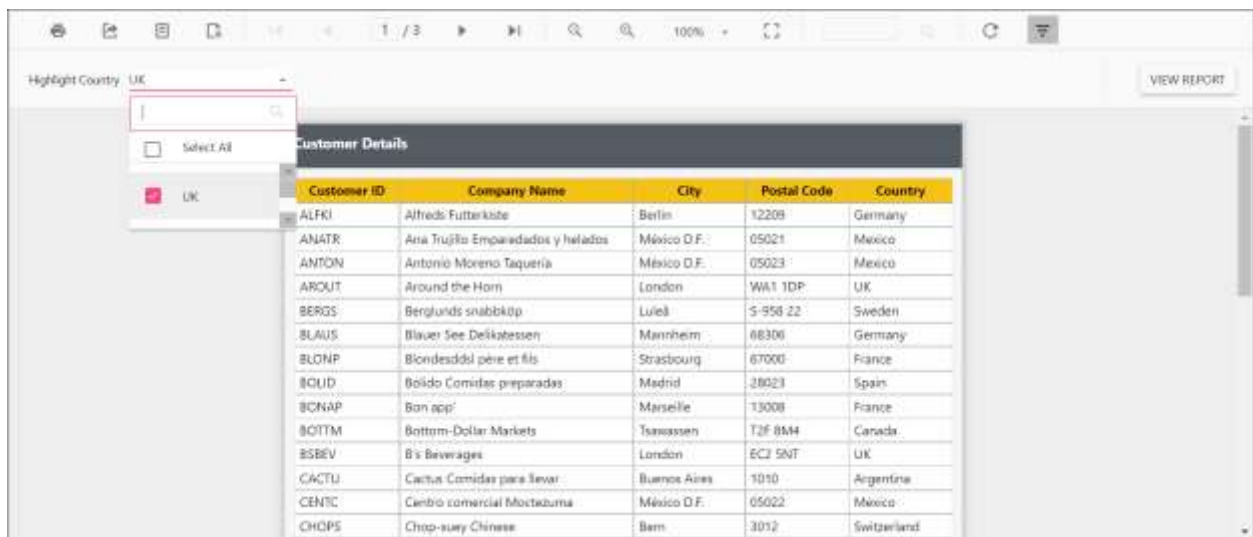 1 / 3 100%
Highlight Country UK VIEW REPORT
Select All
UK
Customer Details
Customer ID Company Name City Postal Code Country
ALFKI Alfreds Futterkiste Berlin 12209 Germany
ANATR Ana Trujillo Emparedados y helados México D.F. 05021 Mexico
ANTON Antonio Moreno Taquería México D.F. 05023 Mexico
AROUT Around the Horn London WA1 1DP UK
BERGS Berglunds snabbköp Luleå S-958 22 Sweden
BLAUS Blauer See Delikatessen Mannheim 68306 Germany
BLONP Blondesddsl père et fils Strasbourg 67000 France
BOLID Bólido Comidas preparadas Madrid 28023 Spain
BONAP Bon app' Marseille 13008 France
BOTTM Bottom-Dollar Markets Tsawassen T2F 8M4 Canada
BSBEV B's Beverages London EC2 5NT UK
CACTU Cactus Comidas para llevar Buenos Aires 1010 Argentina
CENTC Centro comercial Moctezuma México D.F. 05022 Mexico
CHOPS Chop-suey Chinese Bern 3012 Switzerland